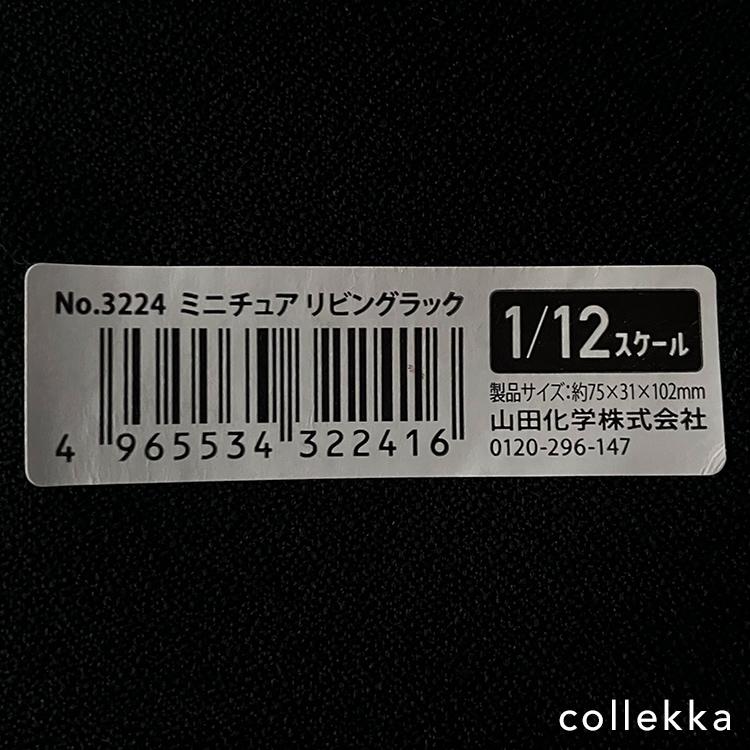 No.3224 ミニチュア リビングラック
4 965534 322416
1/12スケール
製品サイズ:約75×31×102mm
山田化学株式会社
0120-296-147
collekka